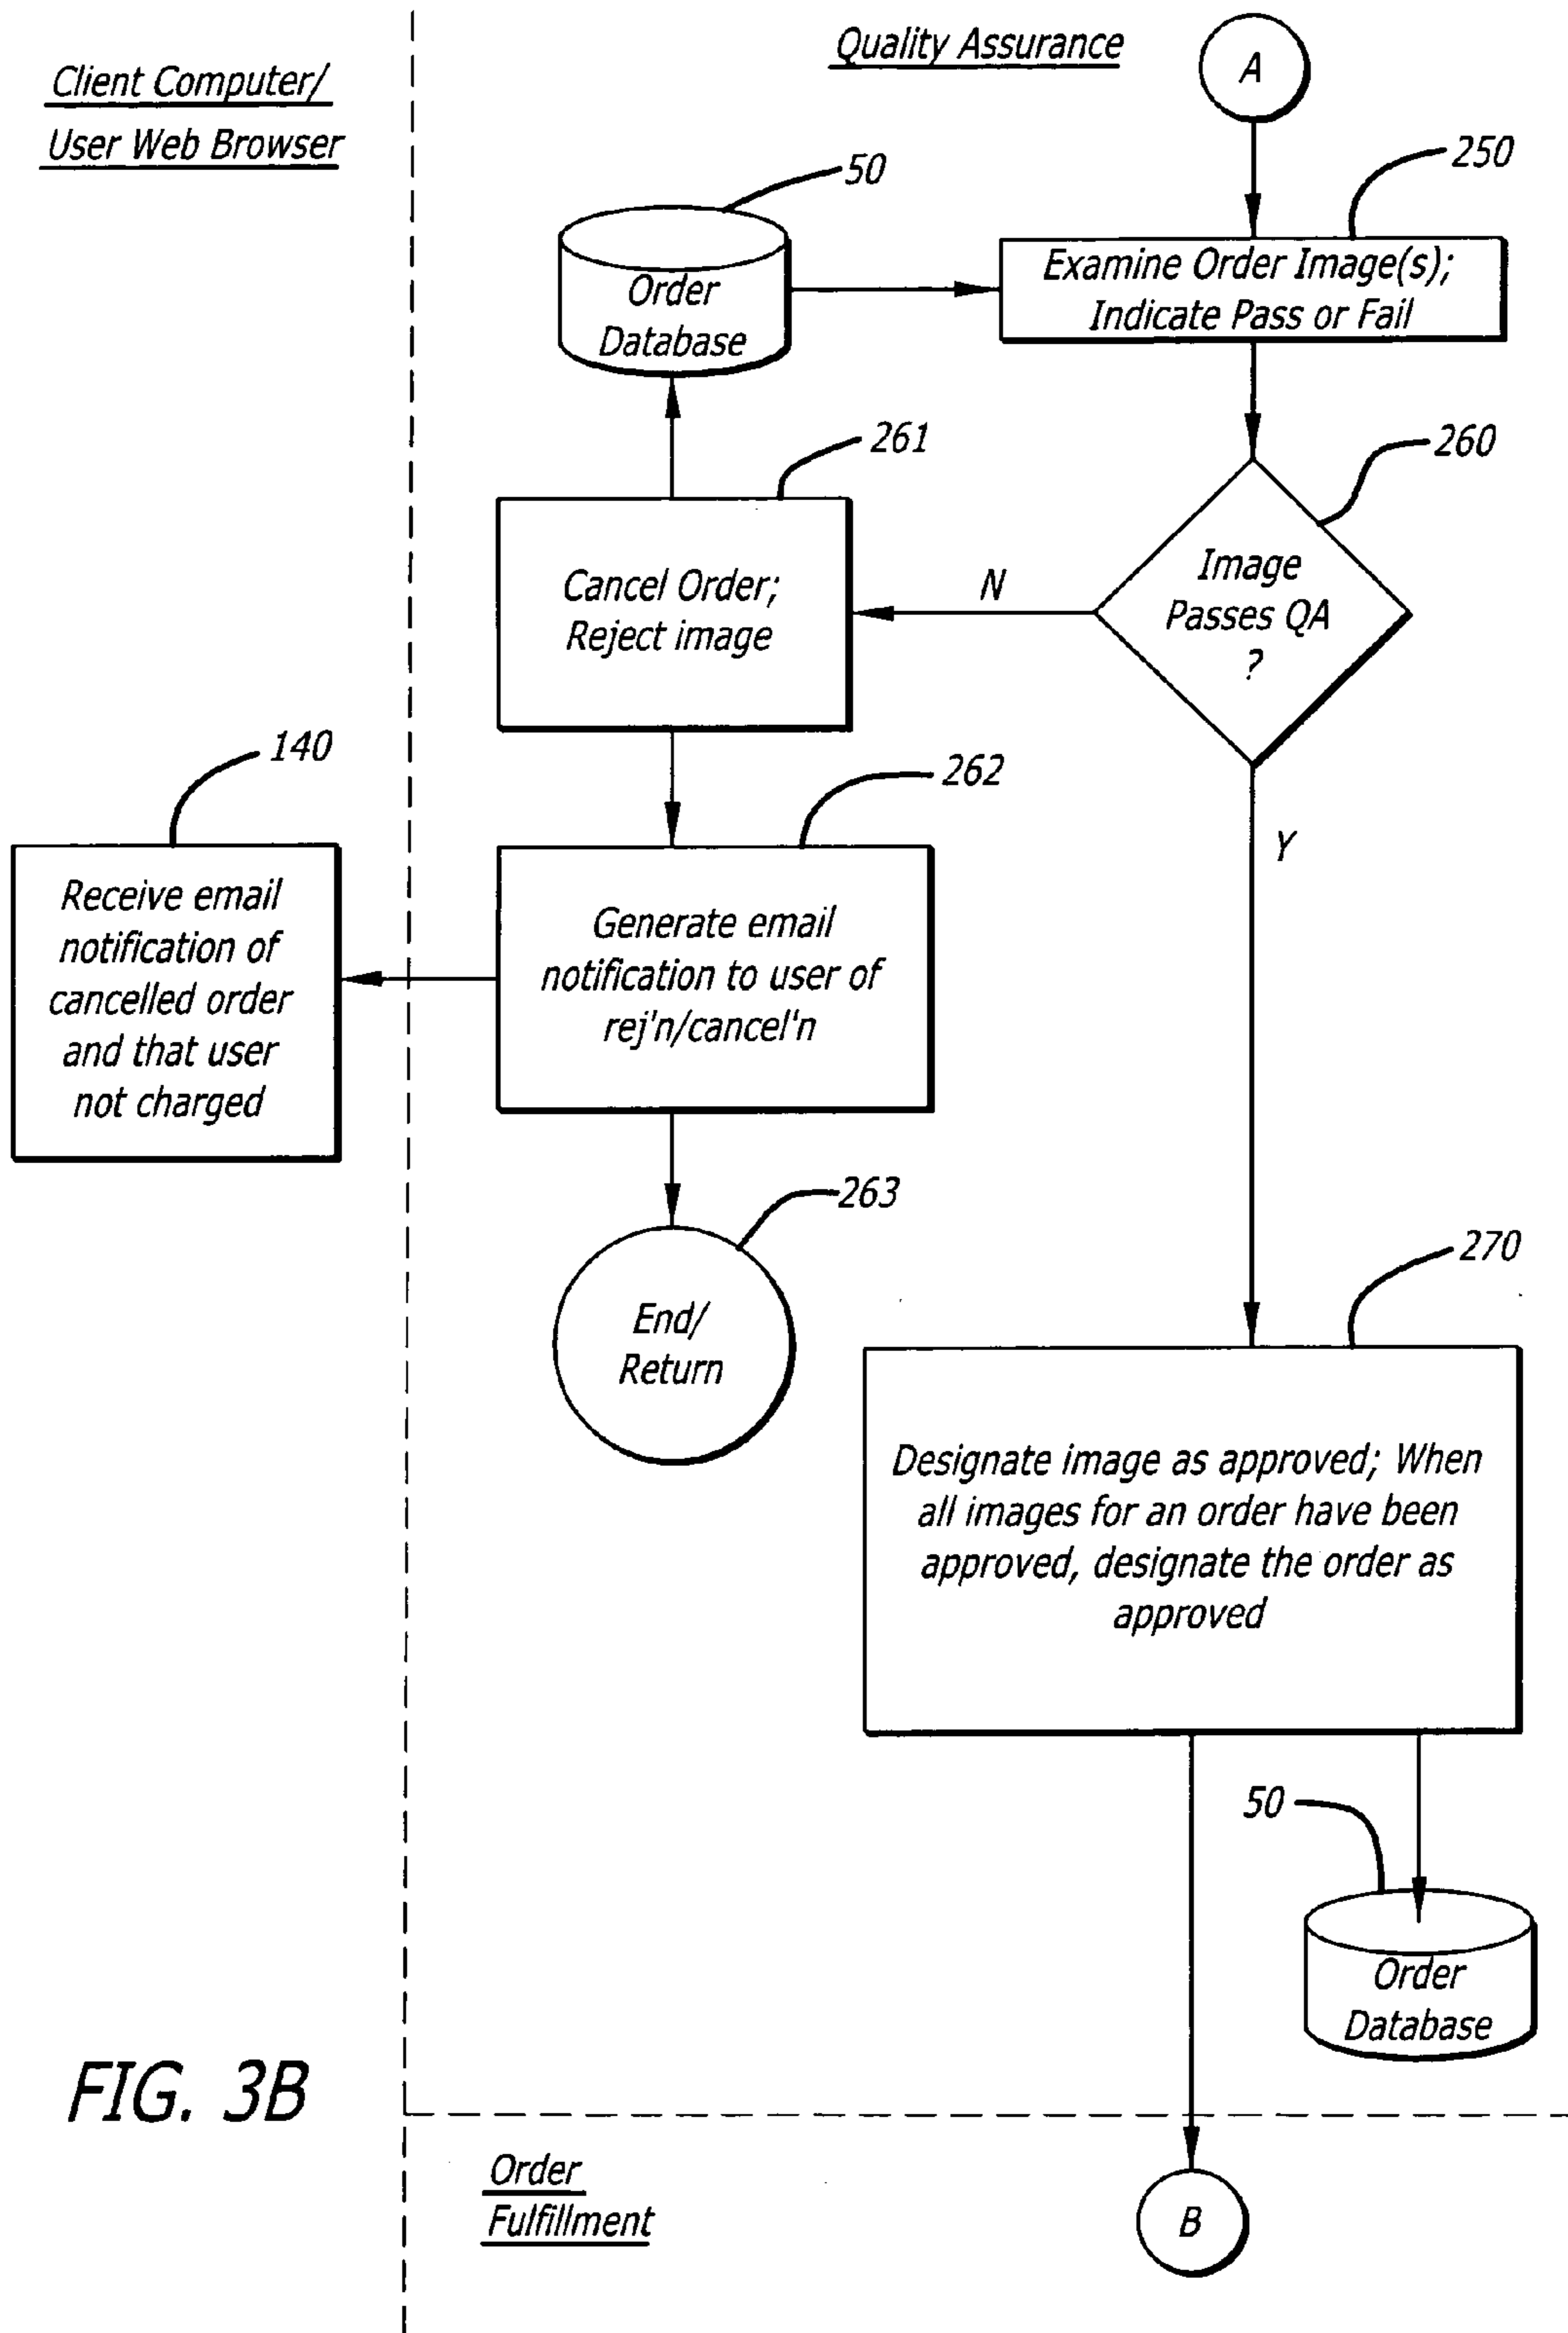 Client Computer/
User Web Browser
Quality Assurance
A
50
250
Order
Database
Examine Order Image(s);
Indicate Pass or Fail
261
260
Cancel Order;
Reject image
N
Image
Passes QA
?
140
262
Y
Receive email
notification of
cancelled order
and that user
not charged
Generate email
notification to user of
rej'n/cancel'n
263
End/
Return
270
Designate image as approved; When
all images for an order have been
approved, designate the order as
approved
50
Order
Database
FIG. 3B
Order
Fulfillment
B